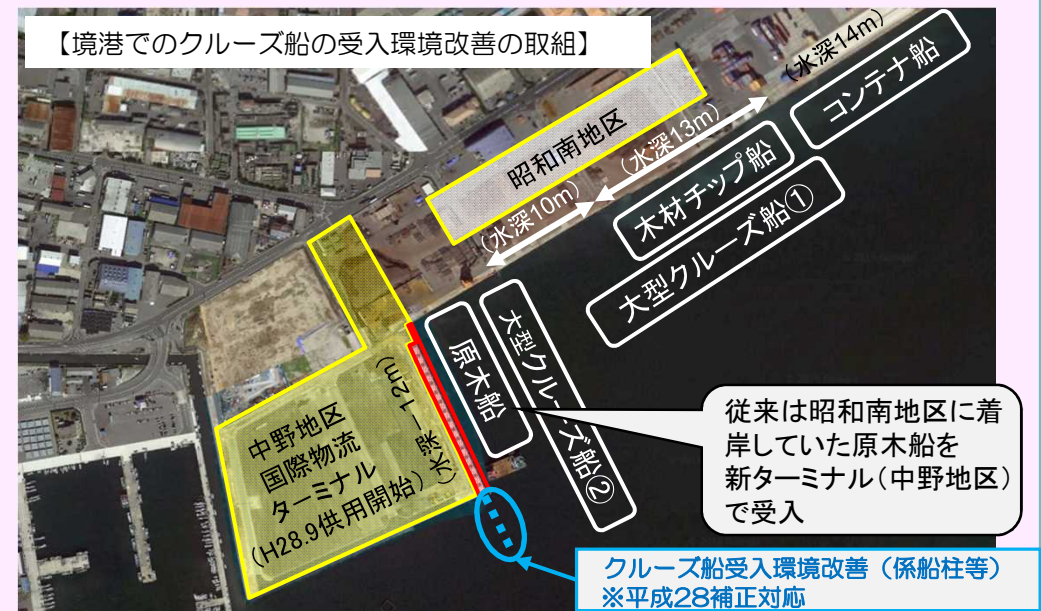 【境港でのクルーズ船の受入環境改善の取組】
昭和南地区
(水深10m)
(水深13m)
(水深14m)
コンテナ船
木材チップ船
大型クルーズ船①
原木船
大型クルーズ船②
中野地区
国際物流
ターミナル
(H28.9供用開始)
(水深－12m)
従来は昭和南地区に着
岸していた原木船を
新ターミナル(中野地区)
で受入
クルーズ船受入環境改善（係船柱等）
※平成28補正対応